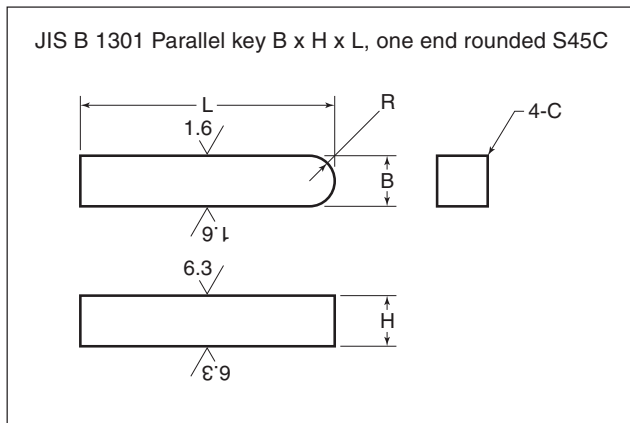 JIS B 1301 Parallel key B x H x L, one end rounded S45C
L
R
1.6
4-C
B
1.6
6.3
H
6.3